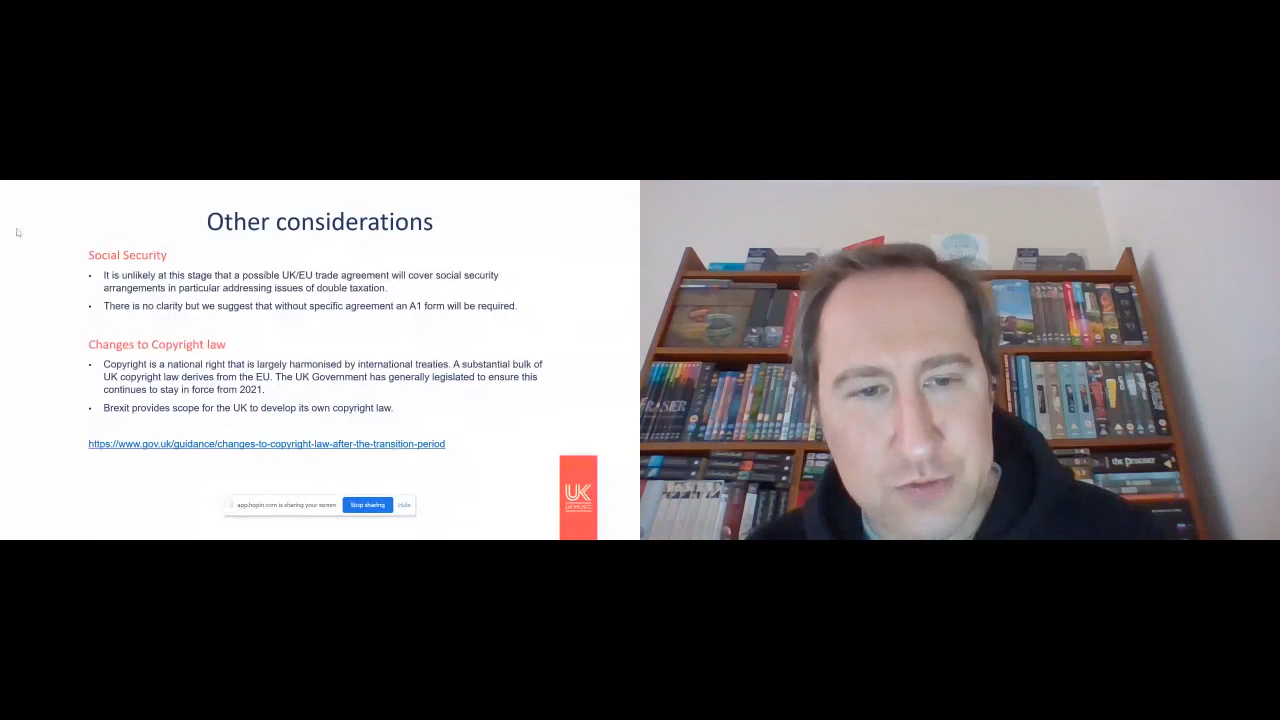 Other considerations
Social Security
• It is unlikely at this stage that a possible UK/EU trade agreement will cover social security
arrangements in particular addressing issues of double taxation.
• There is no clarity but we suggest that without specific agreement an A1 form will be required.
Changes to Copyright law
• Copyright is a national right that is largely harmonised by international treaties. A substantial bulk of
UK copyright law derives from the EU. The UK Government has generally legislated to ensure this
continues to stay in force from 2021.
• Brexit provides scope for the UK to develop its own copyright law.
https://www.gov.uk/guidance/changes-to-copyright-law-after-the-transition-period
app.hopin.com is sharing your screen
Stop sharing
Hide
UK
UK MUSIC
FRASIER
the Prisoner